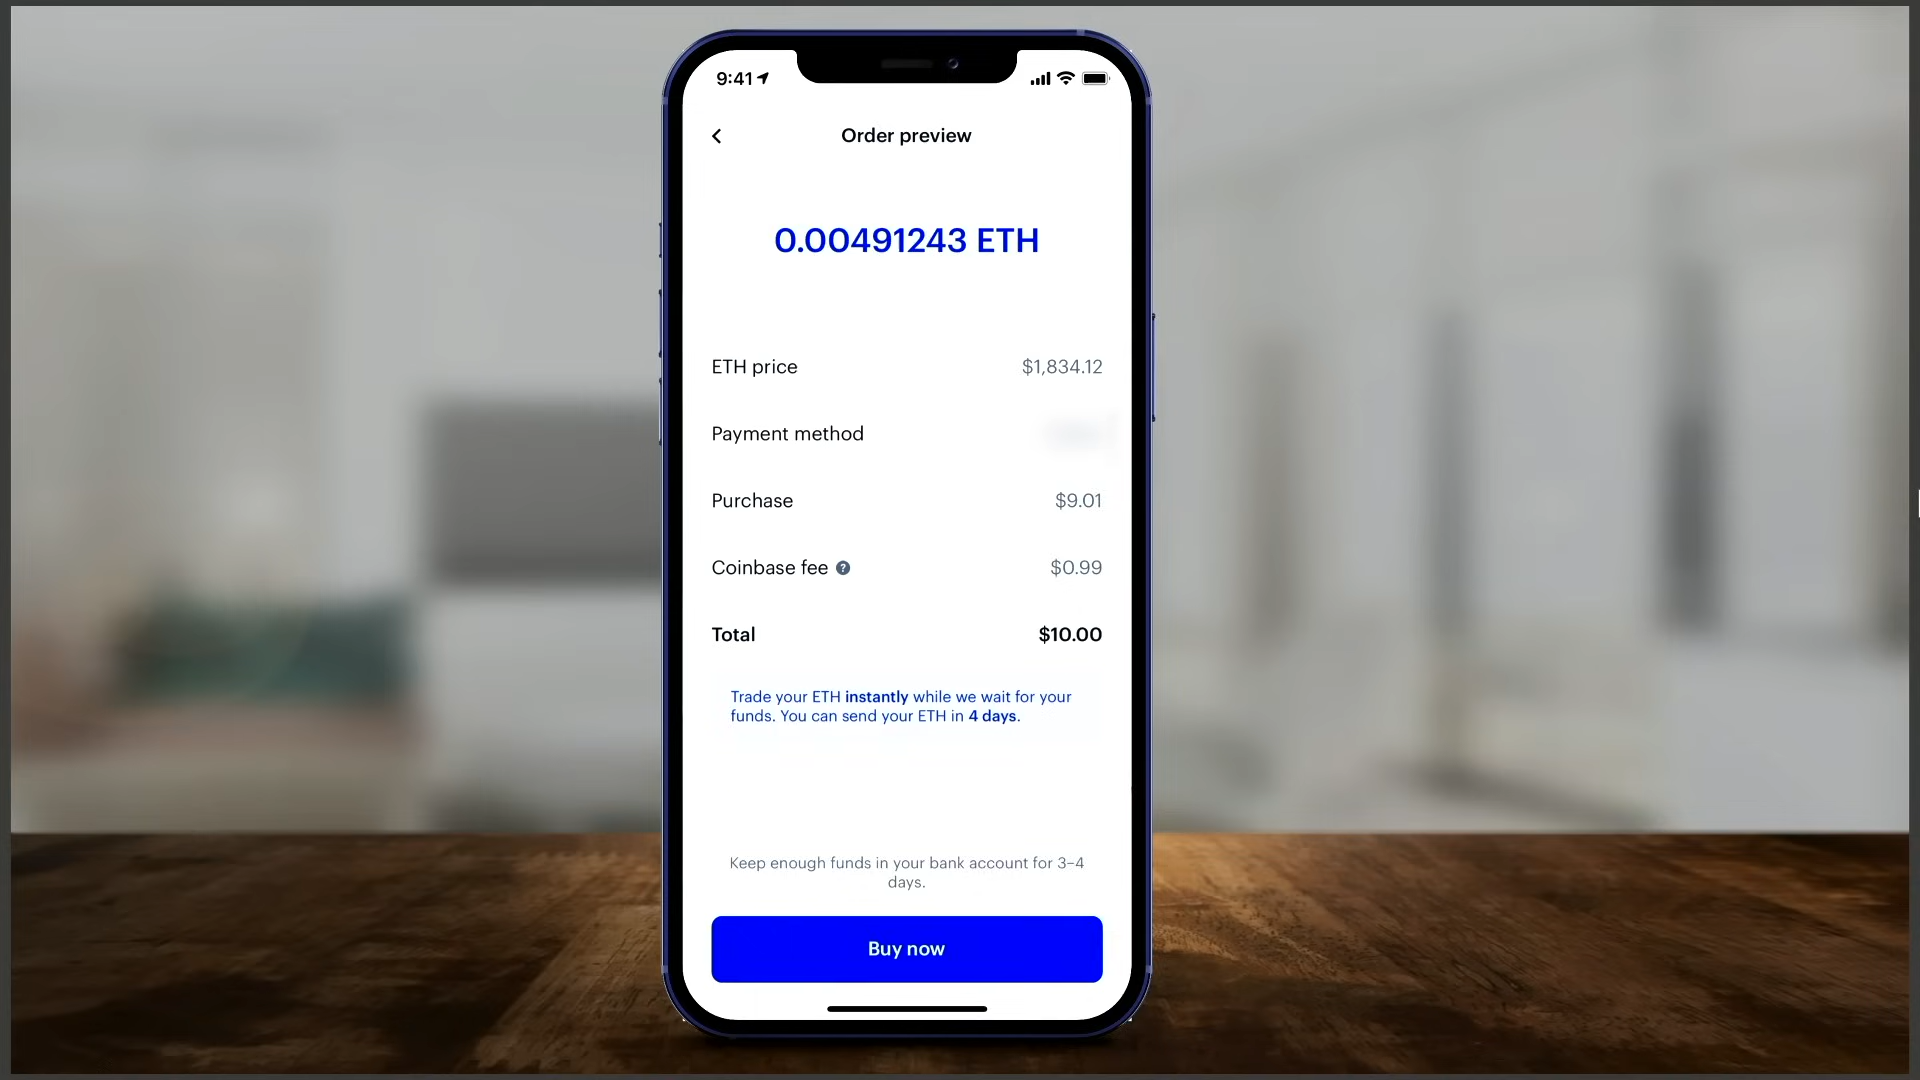 9:41
Order preview
0.00491243 ETH
ETH price $1,834.12
Payment method
Purchase $9.01
Coinbase fee ? $0.99
Total $10.00
Trade your ETH instantly while we wait for your
funds. You can send your ETH in 4 days.
Keep enough funds in your bank account for 3–4
days.
Buy now